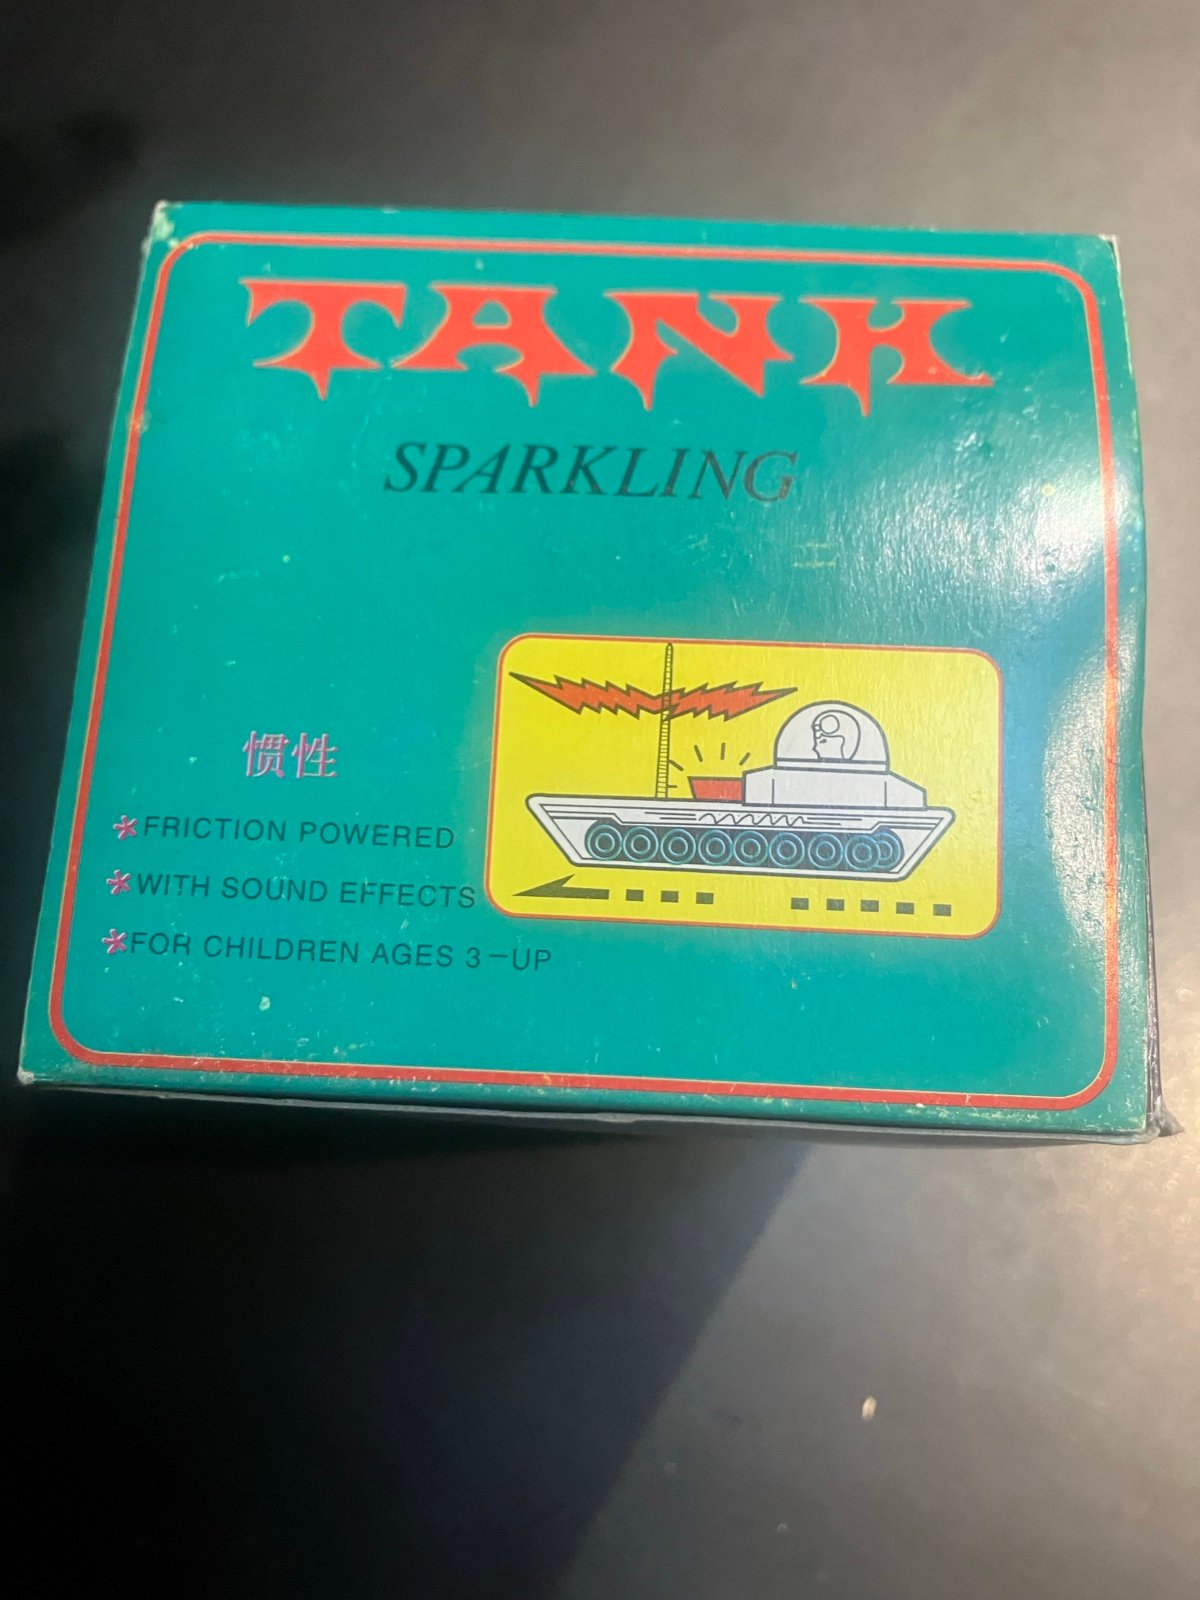 TANK
SPARKLING
惯性
*FRICTION POWERED
*WITH SOUND EFFECTS
*FOR CHILDREN AGES 3-UP